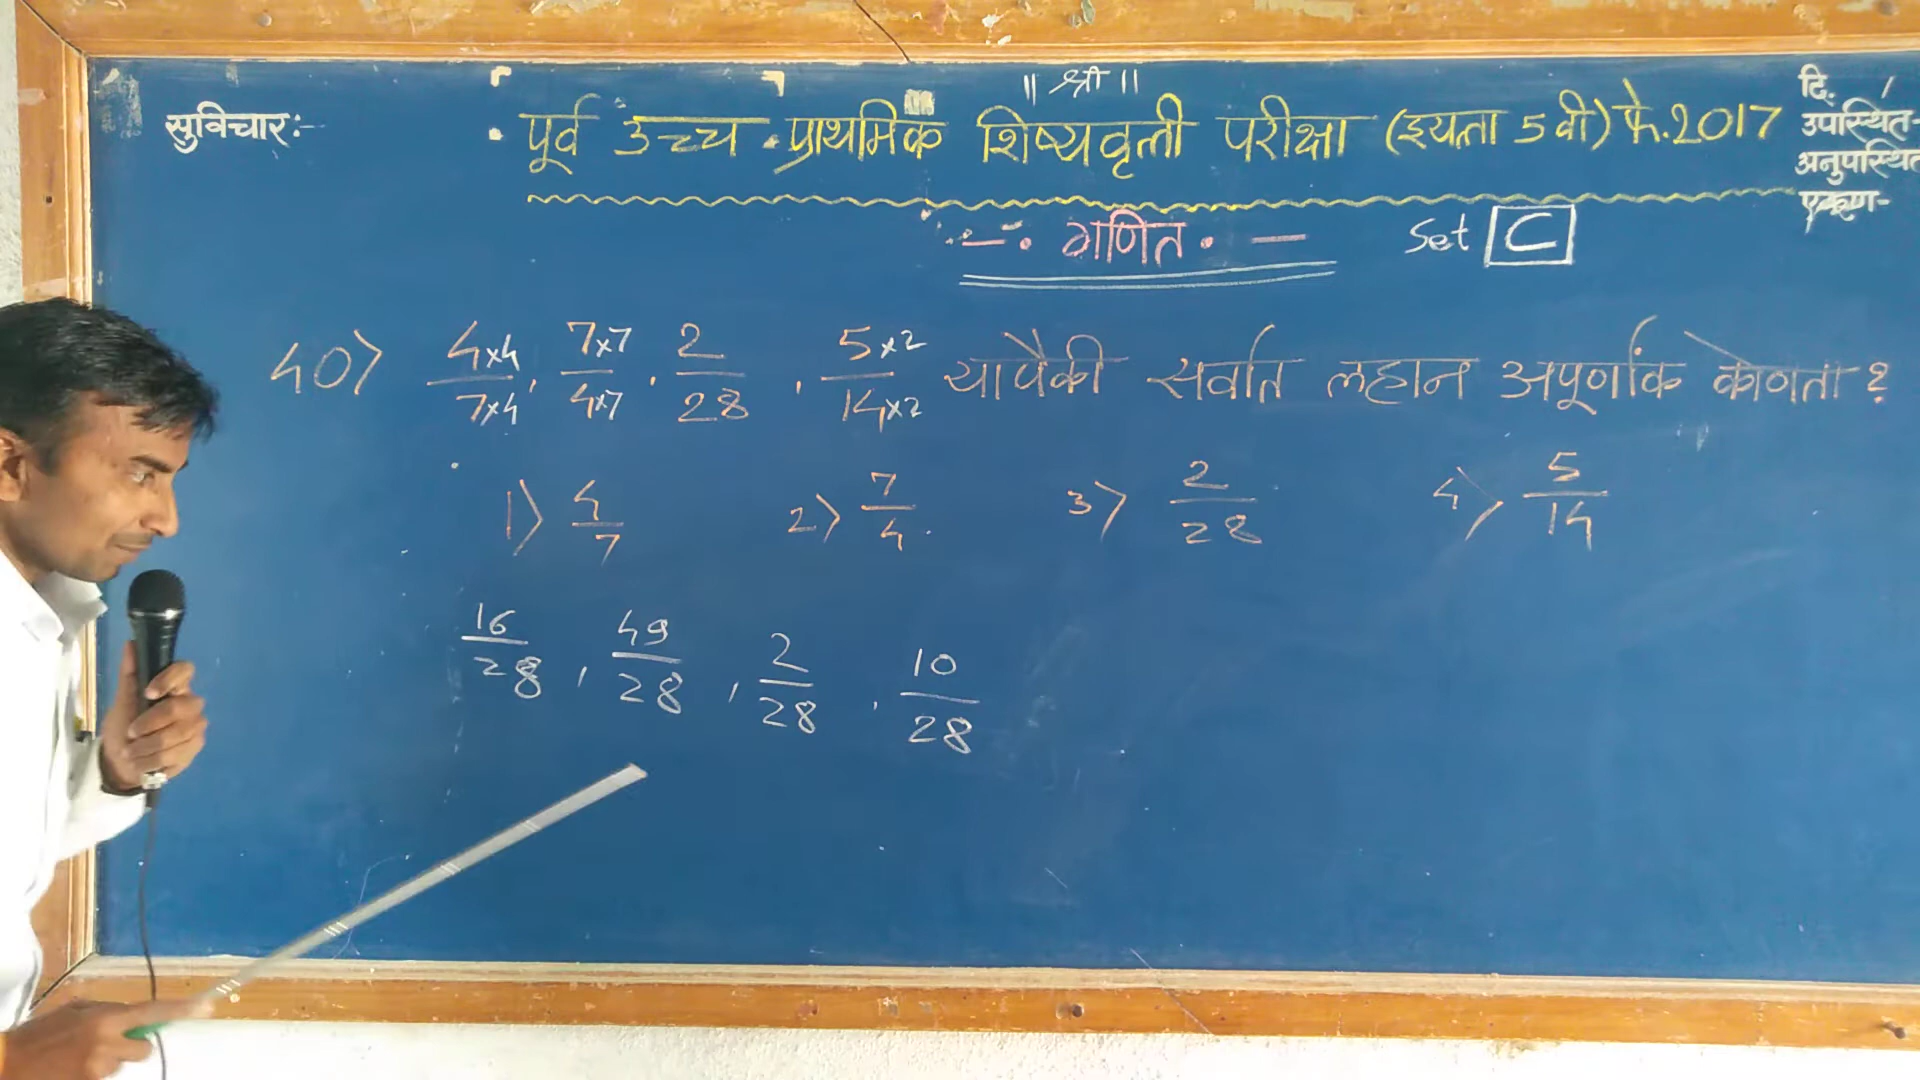 ॥ श्री ॥
सुविचार:-
पूर्व उच्च प्राथमिक शिष्यवृत्ती परीक्षा (इयत्ता 5 वी) फे.2017
दि. /
उपस्थित-
अनुपस्थित
एकूण-
-. गणित . -
Set C
40) 4×4/7×4, 7×7/4×7, 2/28, 5×2/14×2 यापैकी सर्वात लहान अपूर्णांक कोणता ?
1) 4/7 2) 7/4 3) 2/28 4) 5/14
16/28, 49/28, 2/28, 10/28